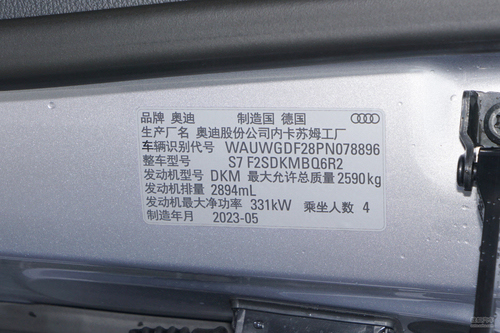 品牌 奥迪 制造国 德国
生产厂名 奥迪股份公司内卡苏姆工厂
车辆识别代号 WAUWGDF28PN078896
整车型号 S7 F2SDKMBQ6R2
发动机型号 DKM 最大允许总质量 2590kg
发动机排量 2894mL
发动机最大净功率 331kW 乘坐人数 4
制造年月 2023-05